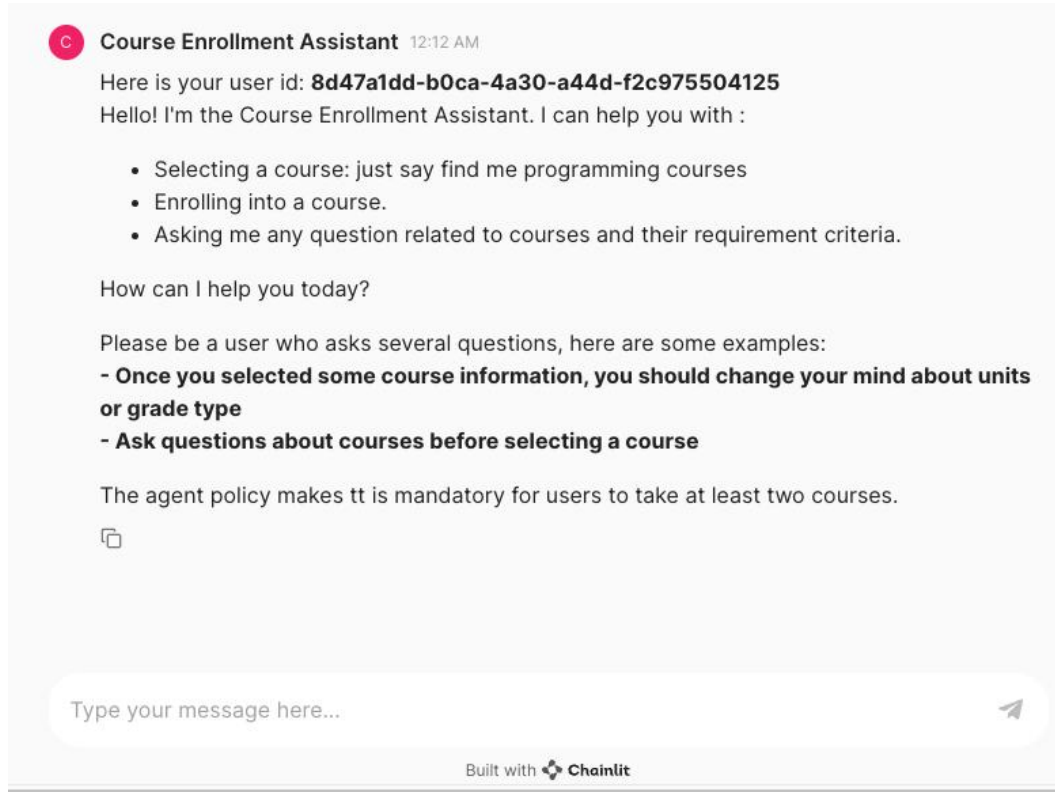 C
Course Enrollment Assistant 12:12 AM
Here is your user id: 8d47a1dd-b0ca-4a30-a44d-f2c975504125
Hello! I'm the Course Enrollment Assistant. I can help you with :
• Selecting a course: just say find me programming courses
• Enrolling into a course.
• Asking me any question related to courses and their requirement criteria.
How can I help you today?
Please be a user who asks several questions, here are some examples:
- Once you selected some course information, you should change your mind about units
or grade type
- Ask questions about courses before selecting a course
The agent policy makes tt is mandatory for users to take at least two courses.
Type your message here...
Built with Chainlit